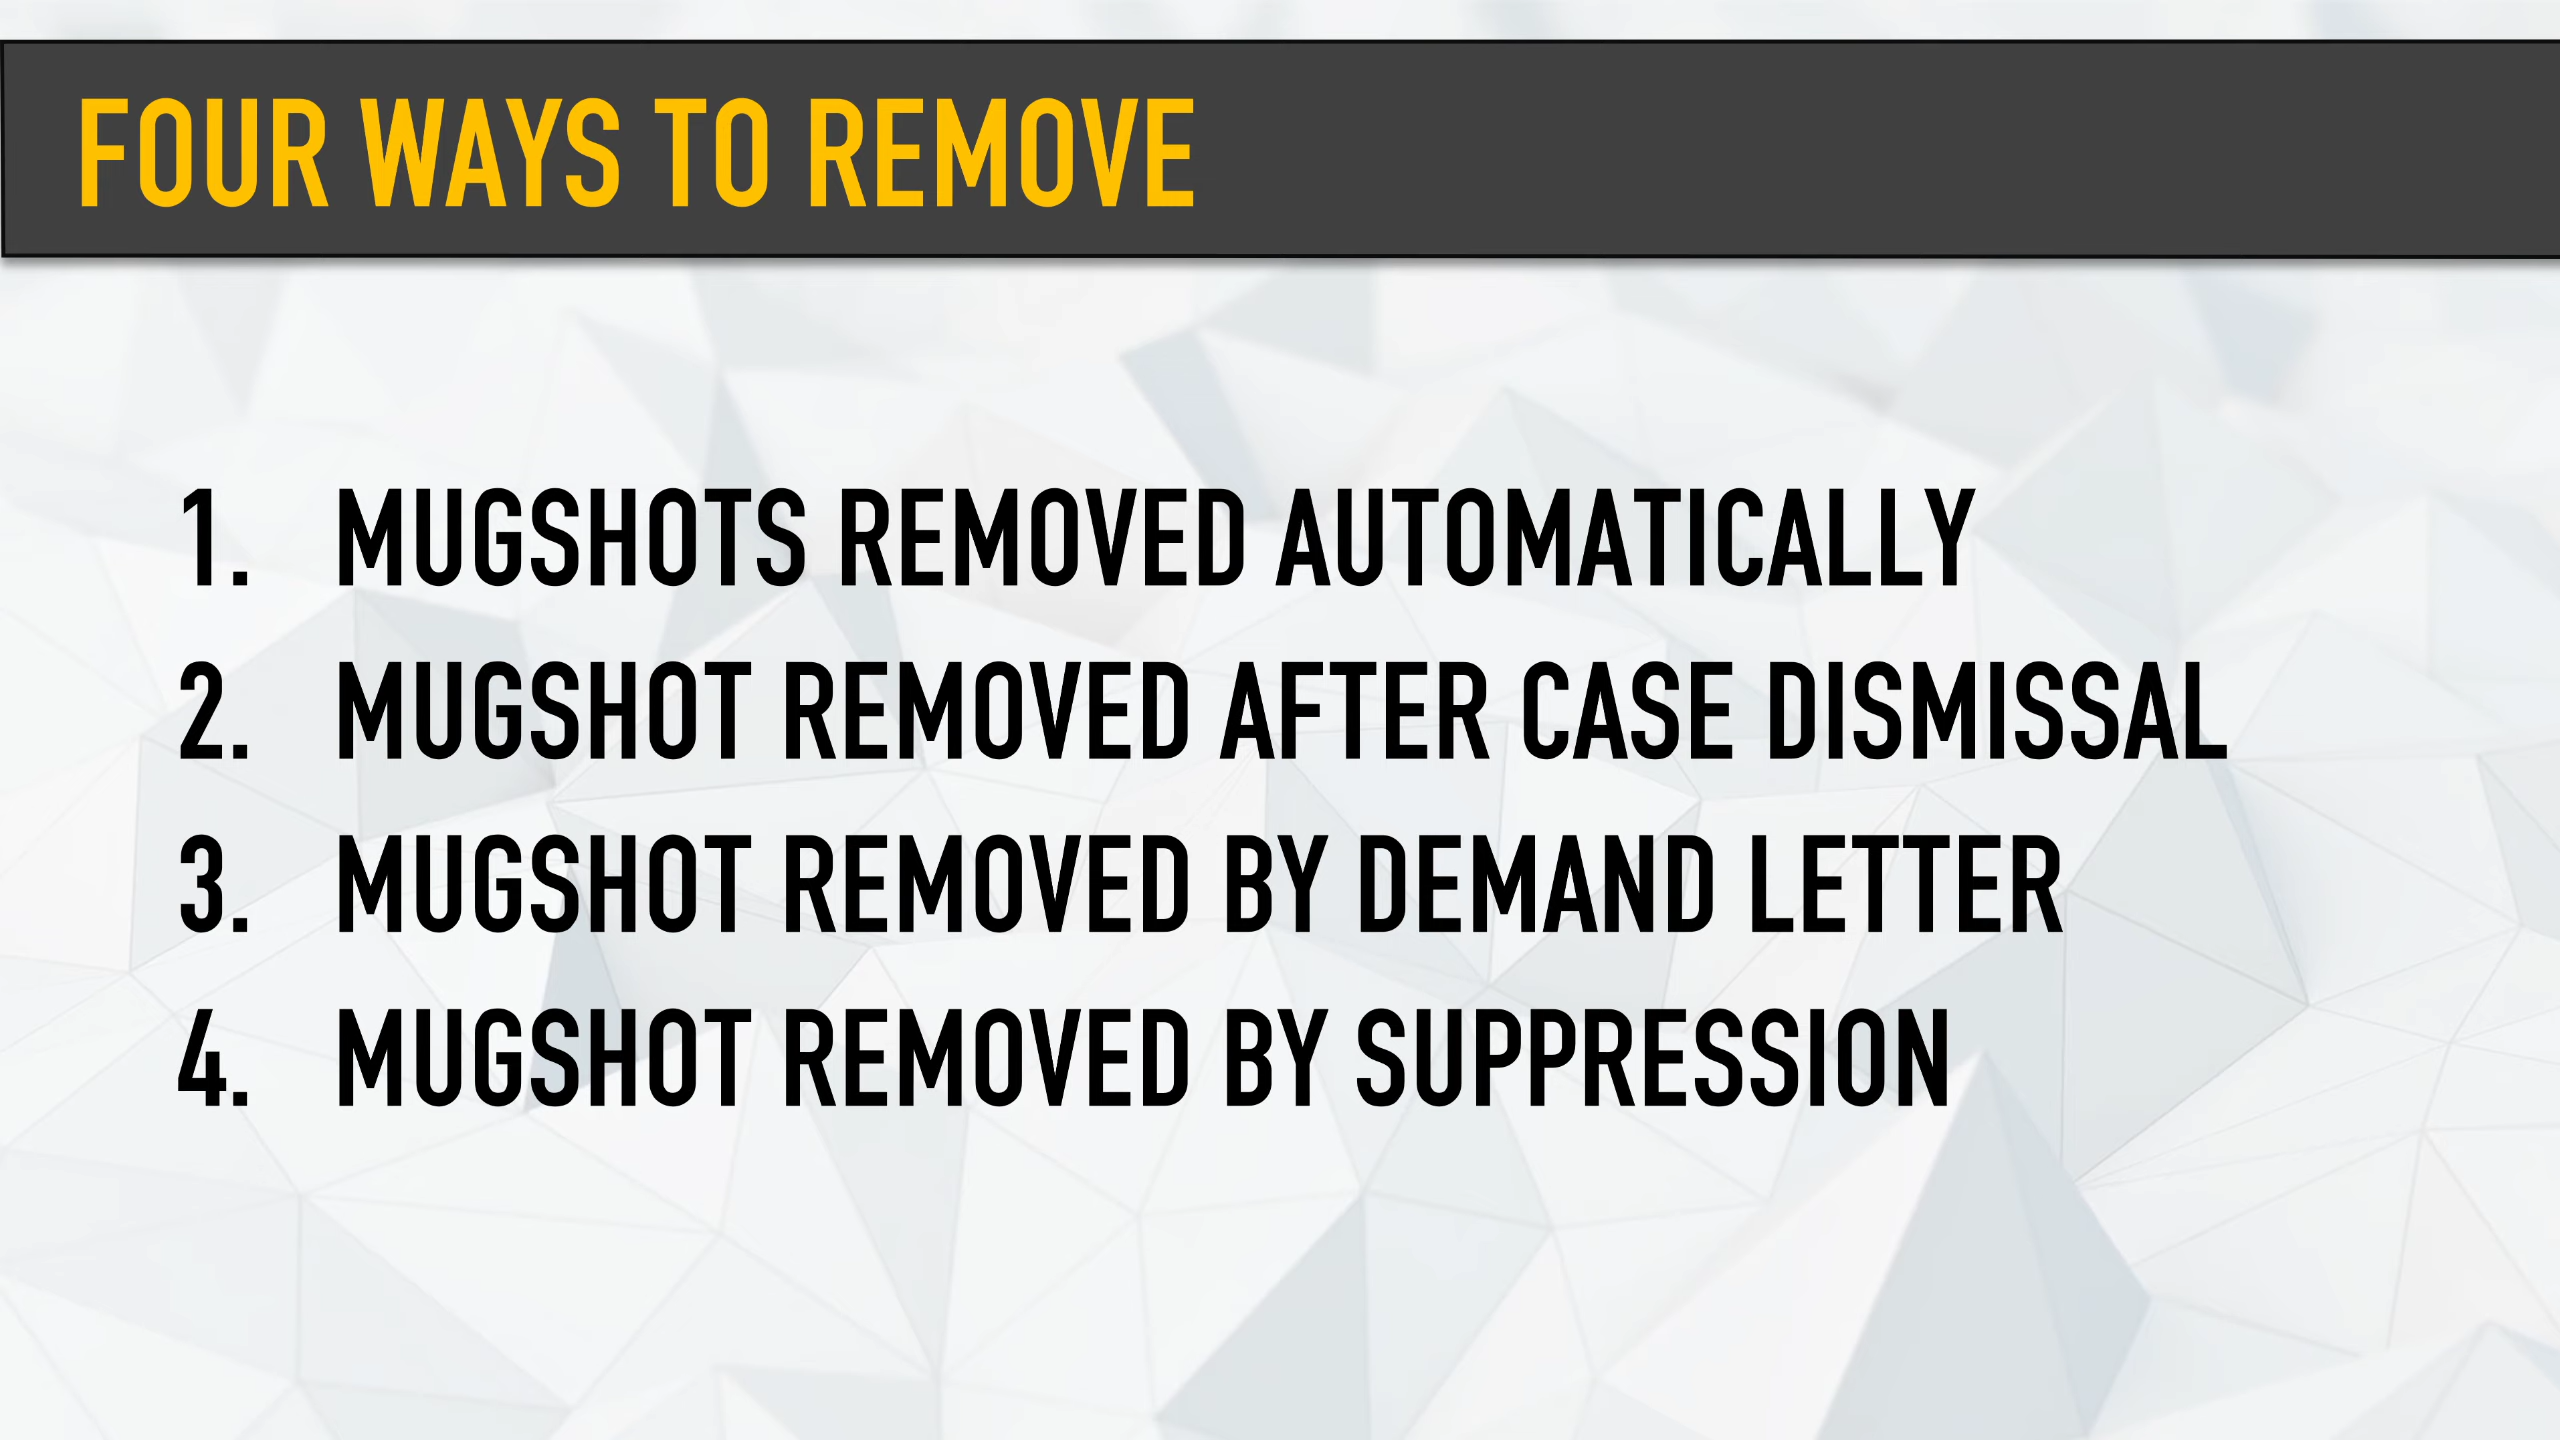 FOUR WAYS TO REMOVE
1. MUGSHOTS REMOVED AUTOMATICALLY
2. MUGSHOT REMOVED AFTER CASE DISMISSAL
3. MUGSHOT REMOVED BY DEMAND LETTER
4. MUGSHOT REMOVED BY SUPPRESSION